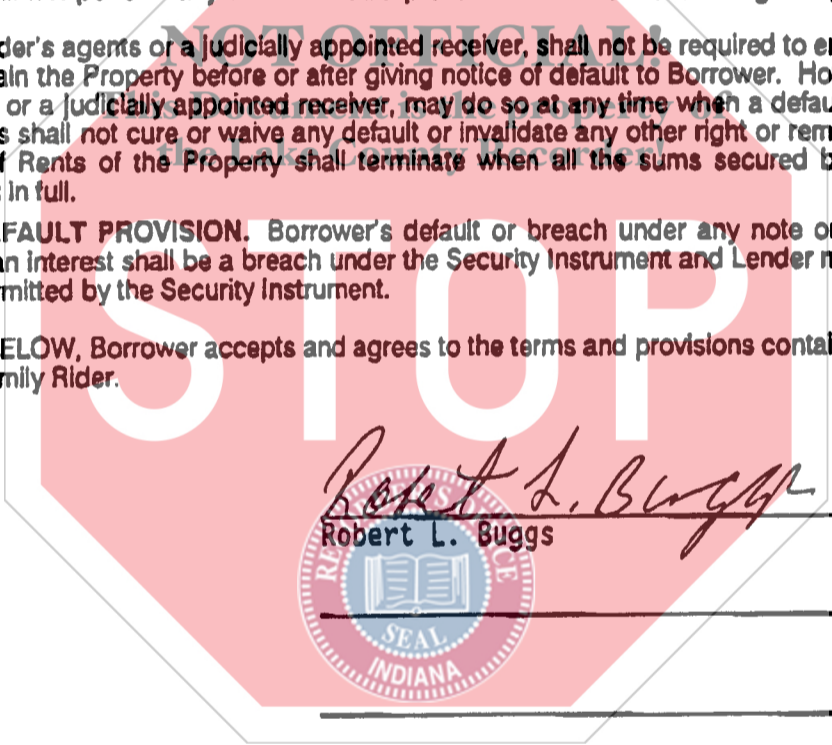 NOT OFFICIAL!
der's agents or a judicially appointed receiver, shall not be required to e
ain the Property before or after giving notice of default to Borrower. Ho
or a judicially appointed receiver, may do so at any time when a defau
This Document is the property of
s shall not cure or waive any default or invalidate any other right or rem
the Lake County Recorder!
f Rents of the Property shall terminate when all the sums secured b
in full.
FAULT PROVISION. Borrower's default or breach under any note o
an interest shall be a breach under the Security Instrument and Lender
mitted by the Security Instrument.
STOP
ELOW, Borrower accepts and agrees to the terms and provisions contai
mily Rider.
Robert L. Buggs
Robert L. Buggs
SEAL
INDIANA